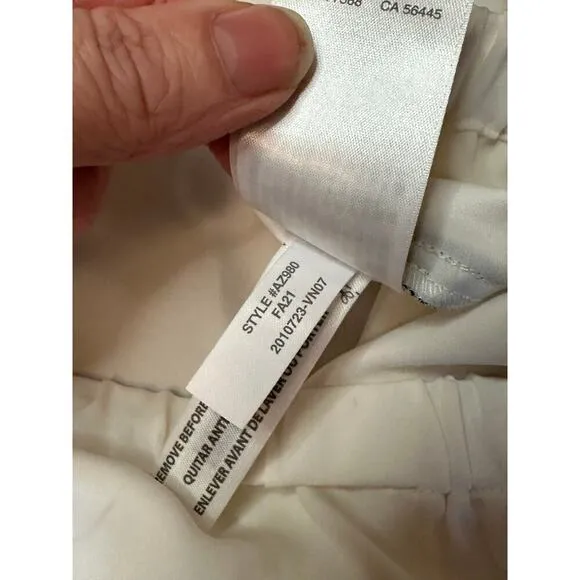 CA 56445
STYLE #AZ980
FA21
2010723-VN07
REMOVE BEFORE
QUITAR ANT
ENLEVER AVANT DE LAVER OU PORTER